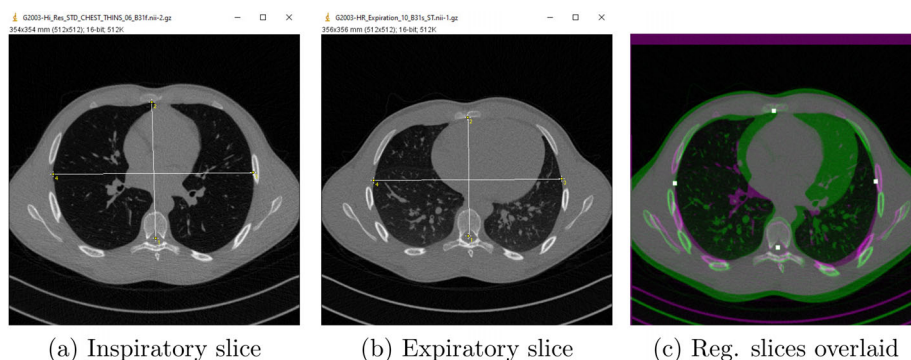 G2003-Hi_Res_STD_CHEST_THINS_06_B31f.nii-2.gz
354x354 mm (512x512); 16-bit; 512K
G2003-HR_Expiration_10_B31s_ST.nii-1.gz
356x356 mm (512x512); 16-bit; 512K
(a) Inspiratory slice
(b) Expiratory slice
(c) Reg. slices overlaid